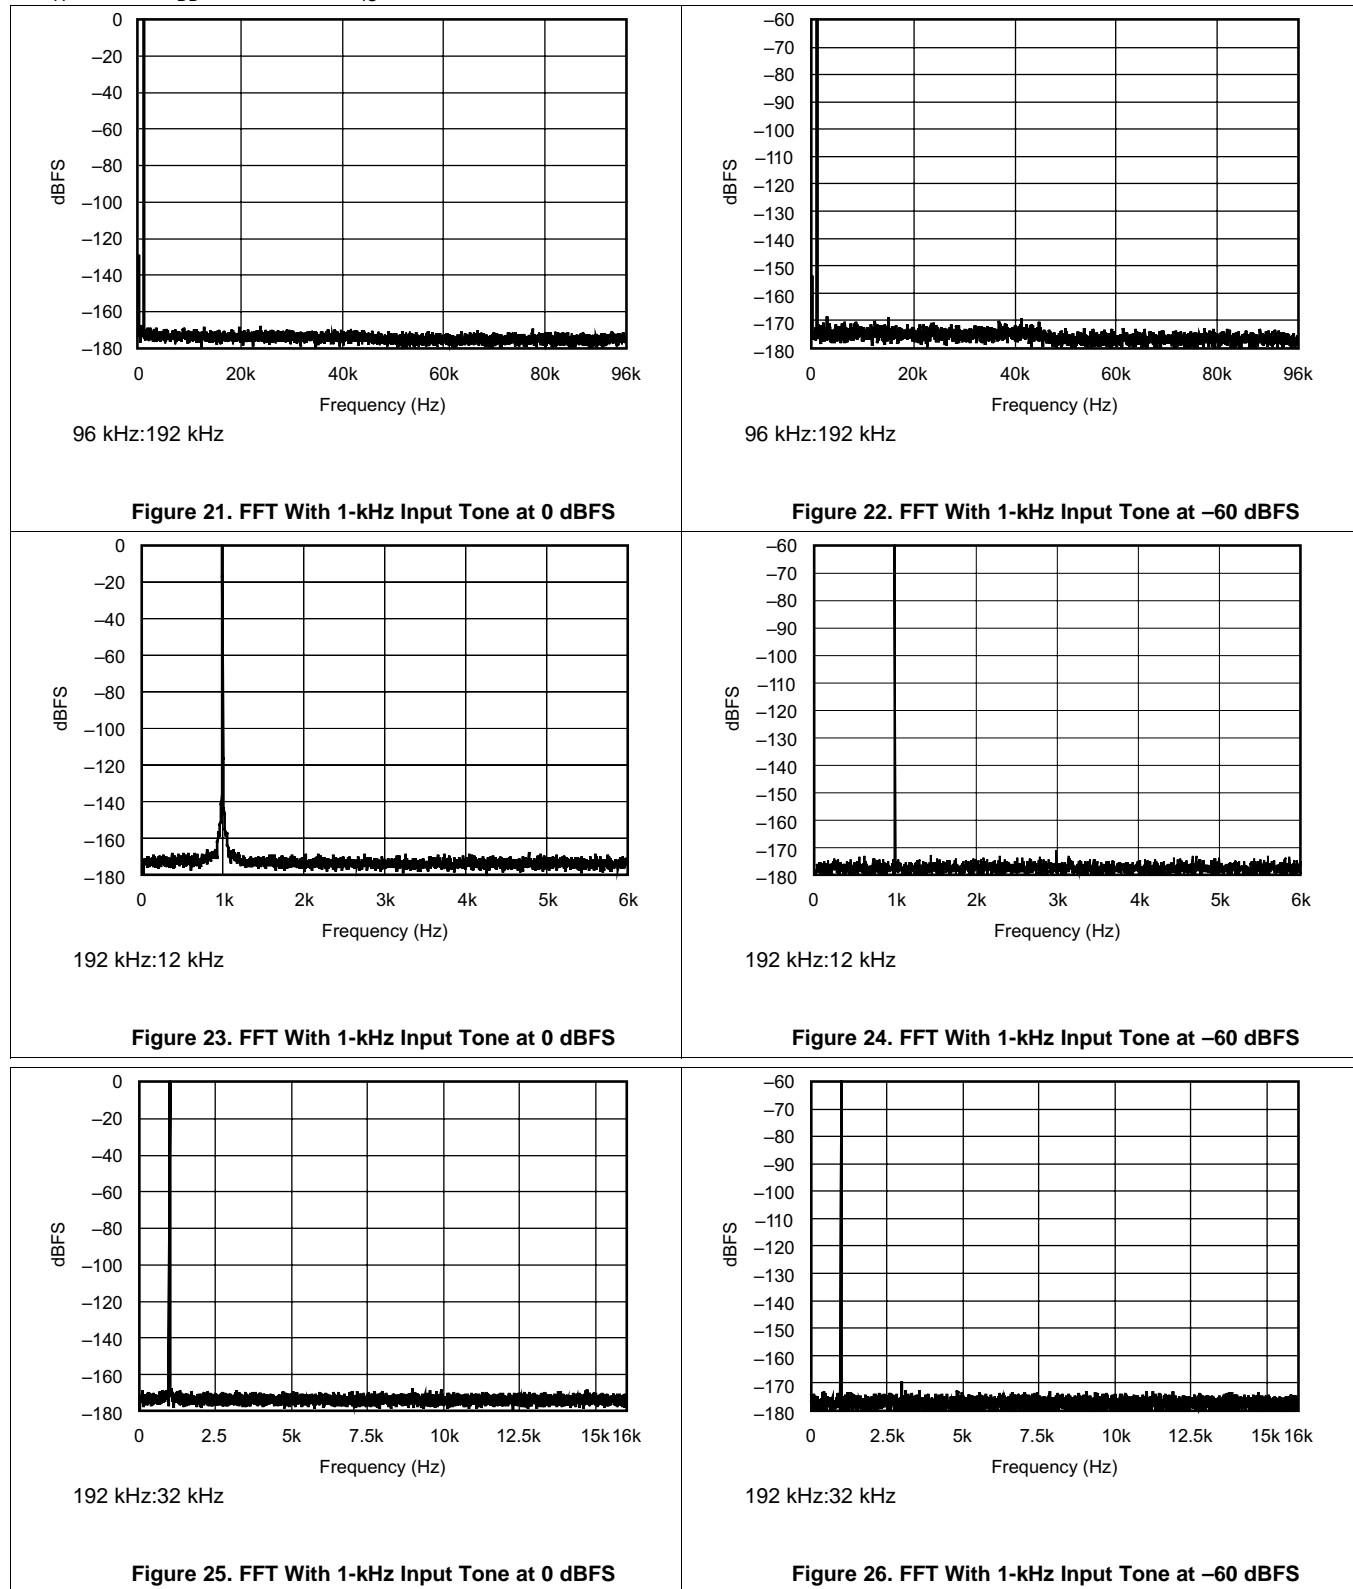 0
–20
–40
–60
–80
–100
–120
–140
–160
–180
dBFS
0 20k 40k 60k 80k 96k
Frequency (Hz)
96 kHz:192 kHz
Figure 21. FFT With 1-kHz Input Tone at 0 dBFS
–60
–70
–80
–90
–100
–110
–120
–130
–140
–150
–160
–170
–180
dBFS
0 20k 40k 60k 80k 96k
Frequency (Hz)
96 kHz:192 kHz
Figure 22. FFT With 1-kHz Input Tone at –60 dBFS
0
–20
–40
–60
–80
–100
–120
–140
–160
–180
dBFS
0 1k 2k 3k 4k 5k 6k
Frequency (Hz)
192 kHz:12 kHz
Figure 23. FFT With 1-kHz Input Tone at 0 dBFS
–60
–70
–80
–90
–100
–110
–120
–130
–140
–150
–160
–170
–180
dBFS
0 1k 2k 3k 4k 5k 6k
Frequency (Hz)
192 kHz:12 kHz
Figure 24. FFT With 1-kHz Input Tone at –60 dBFS
0
–20
–40
–60
–80
–100
–120
–140
–160
–180
dBFS
0 2.5 5k 7.5k 10k 12.5k 15k 16k
Frequency (Hz)
192 kHz:32 kHz
Figure 25. FFT With 1-kHz Input Tone at 0 dBFS
–60
–70
–80
–90
–100
–110
–120
–130
–140
–150
–160
–170
–180
dBFS
0 2.5k 5k 7.5k 10k 12.5k 15k 16k
Frequency (Hz)
192 kHz:32 kHz
Figure 26. FFT With 1-kHz Input Tone at –60 dBFS